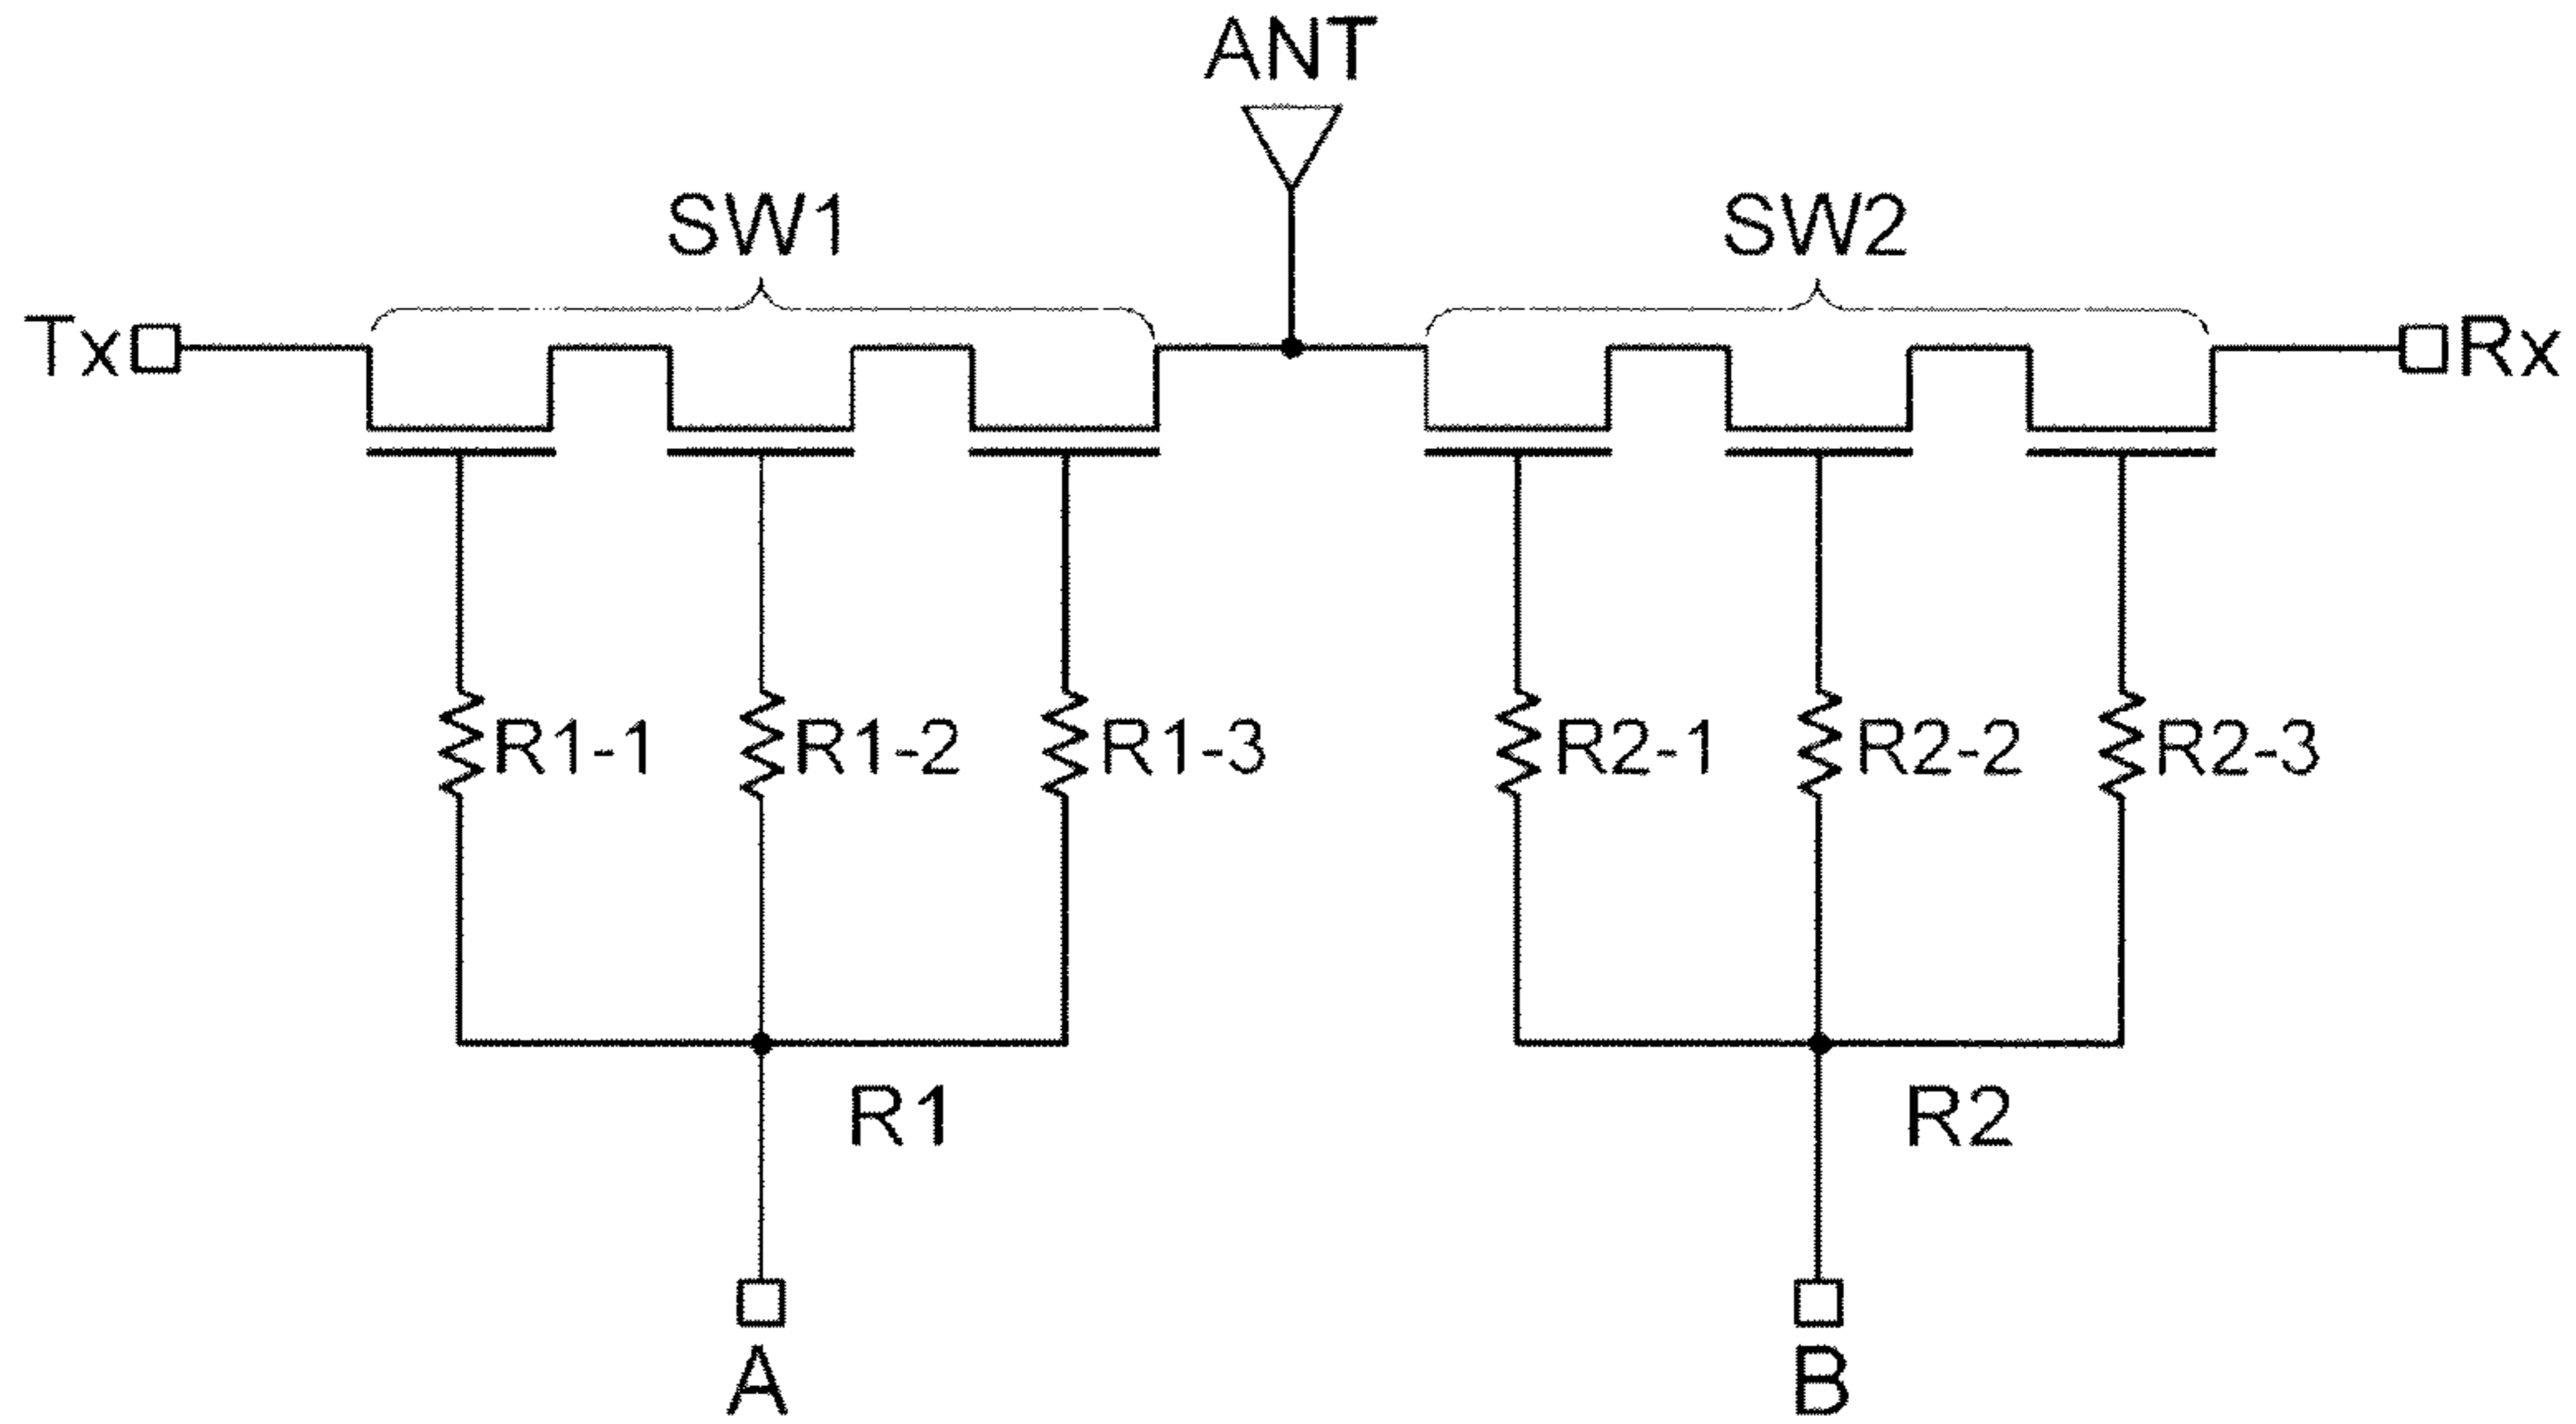 ANT
SW1
SW2
Tx
Rx
R1-1
R1-2
R1-3
R2-1
R2-2
R2-3
R1
R2
A
B